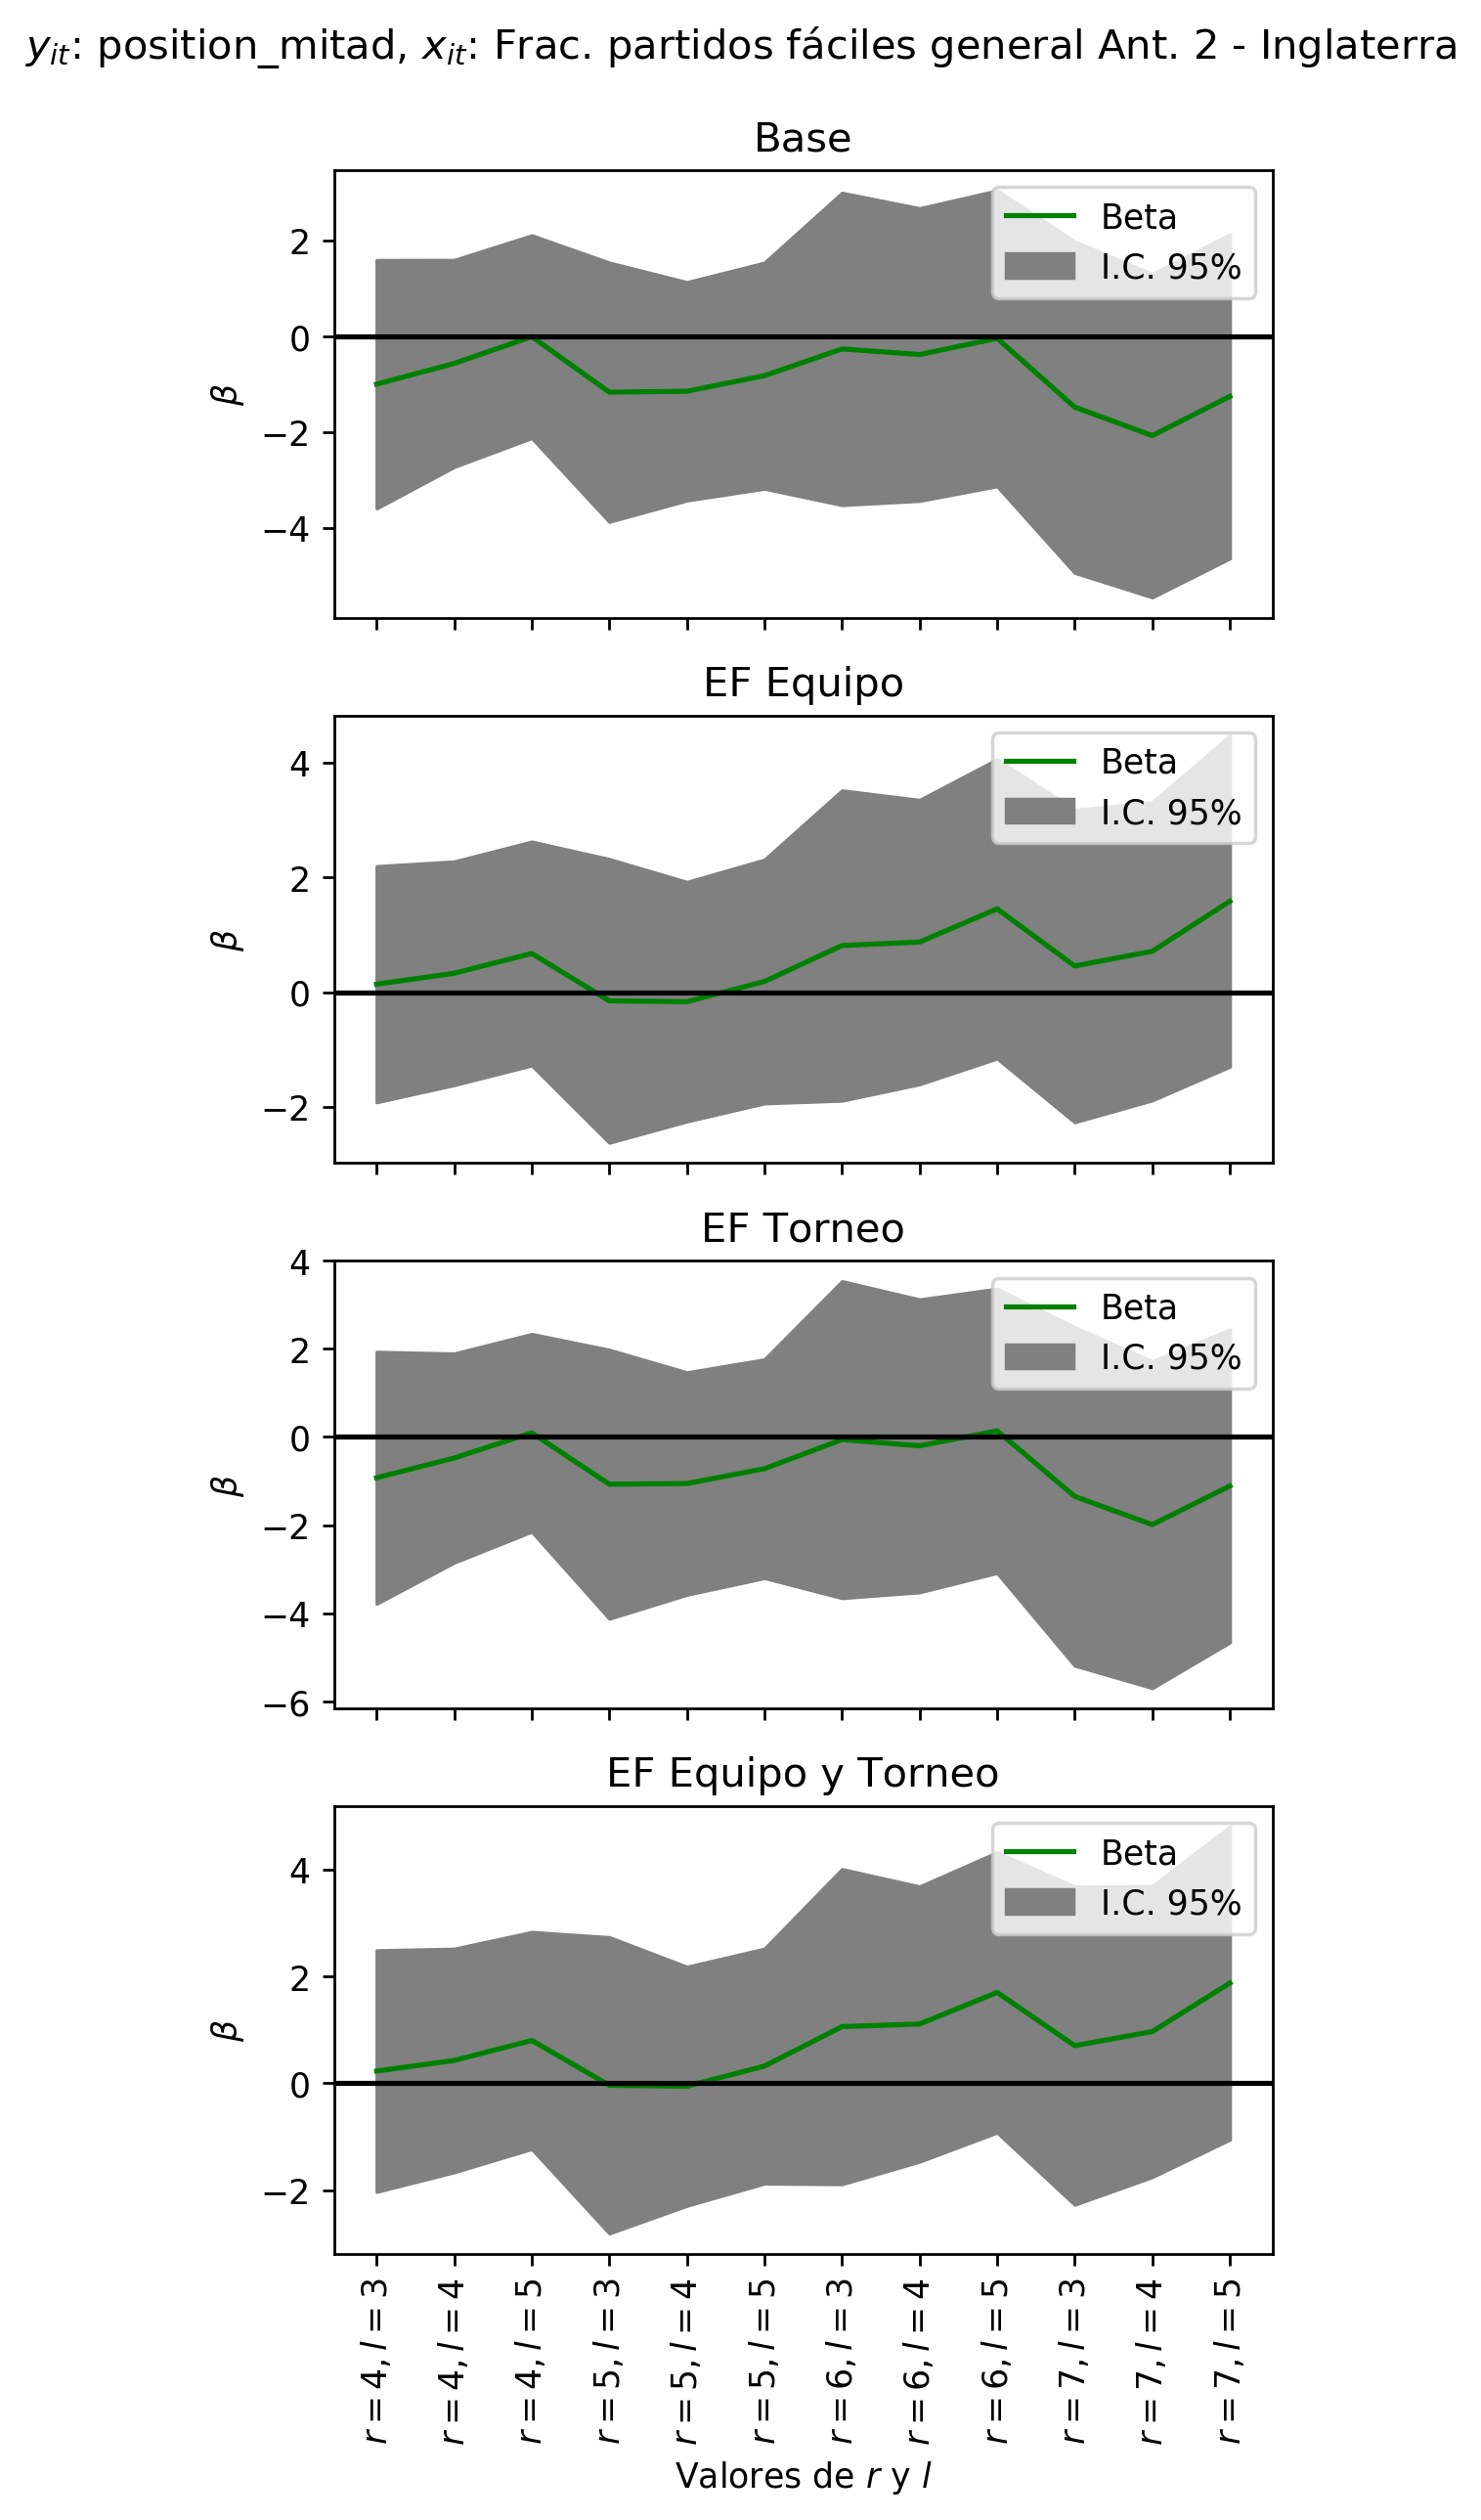 y_it: position_mitad, x_it: Frac. partidos fáciles general Ant. 2 - Inglaterra
Base
Beta
I.C. 95%
2
0
−2
−4
β
EF Equipo
Beta
I.C. 95%
4
2
0
−2
β
EF Torneo
Beta
I.C. 95%
4
2
0
−2
−4
−6
β
EF Equipo y Torneo
Beta
I.C. 95%
4
2
0
−2
β
r = 4, l = 3
r = 4, l = 4
r = 4, l = 5
r = 5, l = 3
r = 5, l = 4
r = 5, l = 5
r = 6, l = 3
r = 6, l = 4
r = 6, l = 5
r = 7, l = 3
r = 7, l = 4
r = 7, l = 5
Valores de r y l